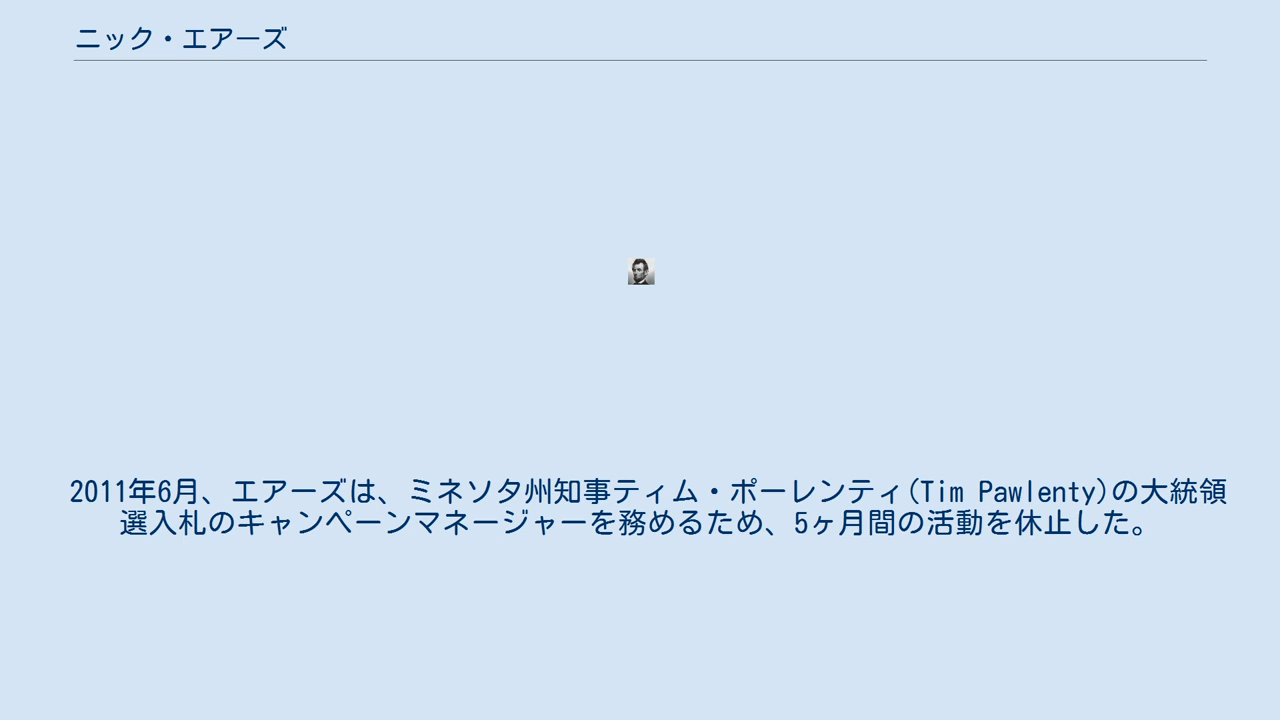 ニック・エアーズ
2011年6月、エアーズは、ミネソタ州知事ティム・ポーレンティ(Tim Pawlenty)の大統領
選入札のキャンペーンマネージャーを務めるため、5ヶ月間の活動を休止した。